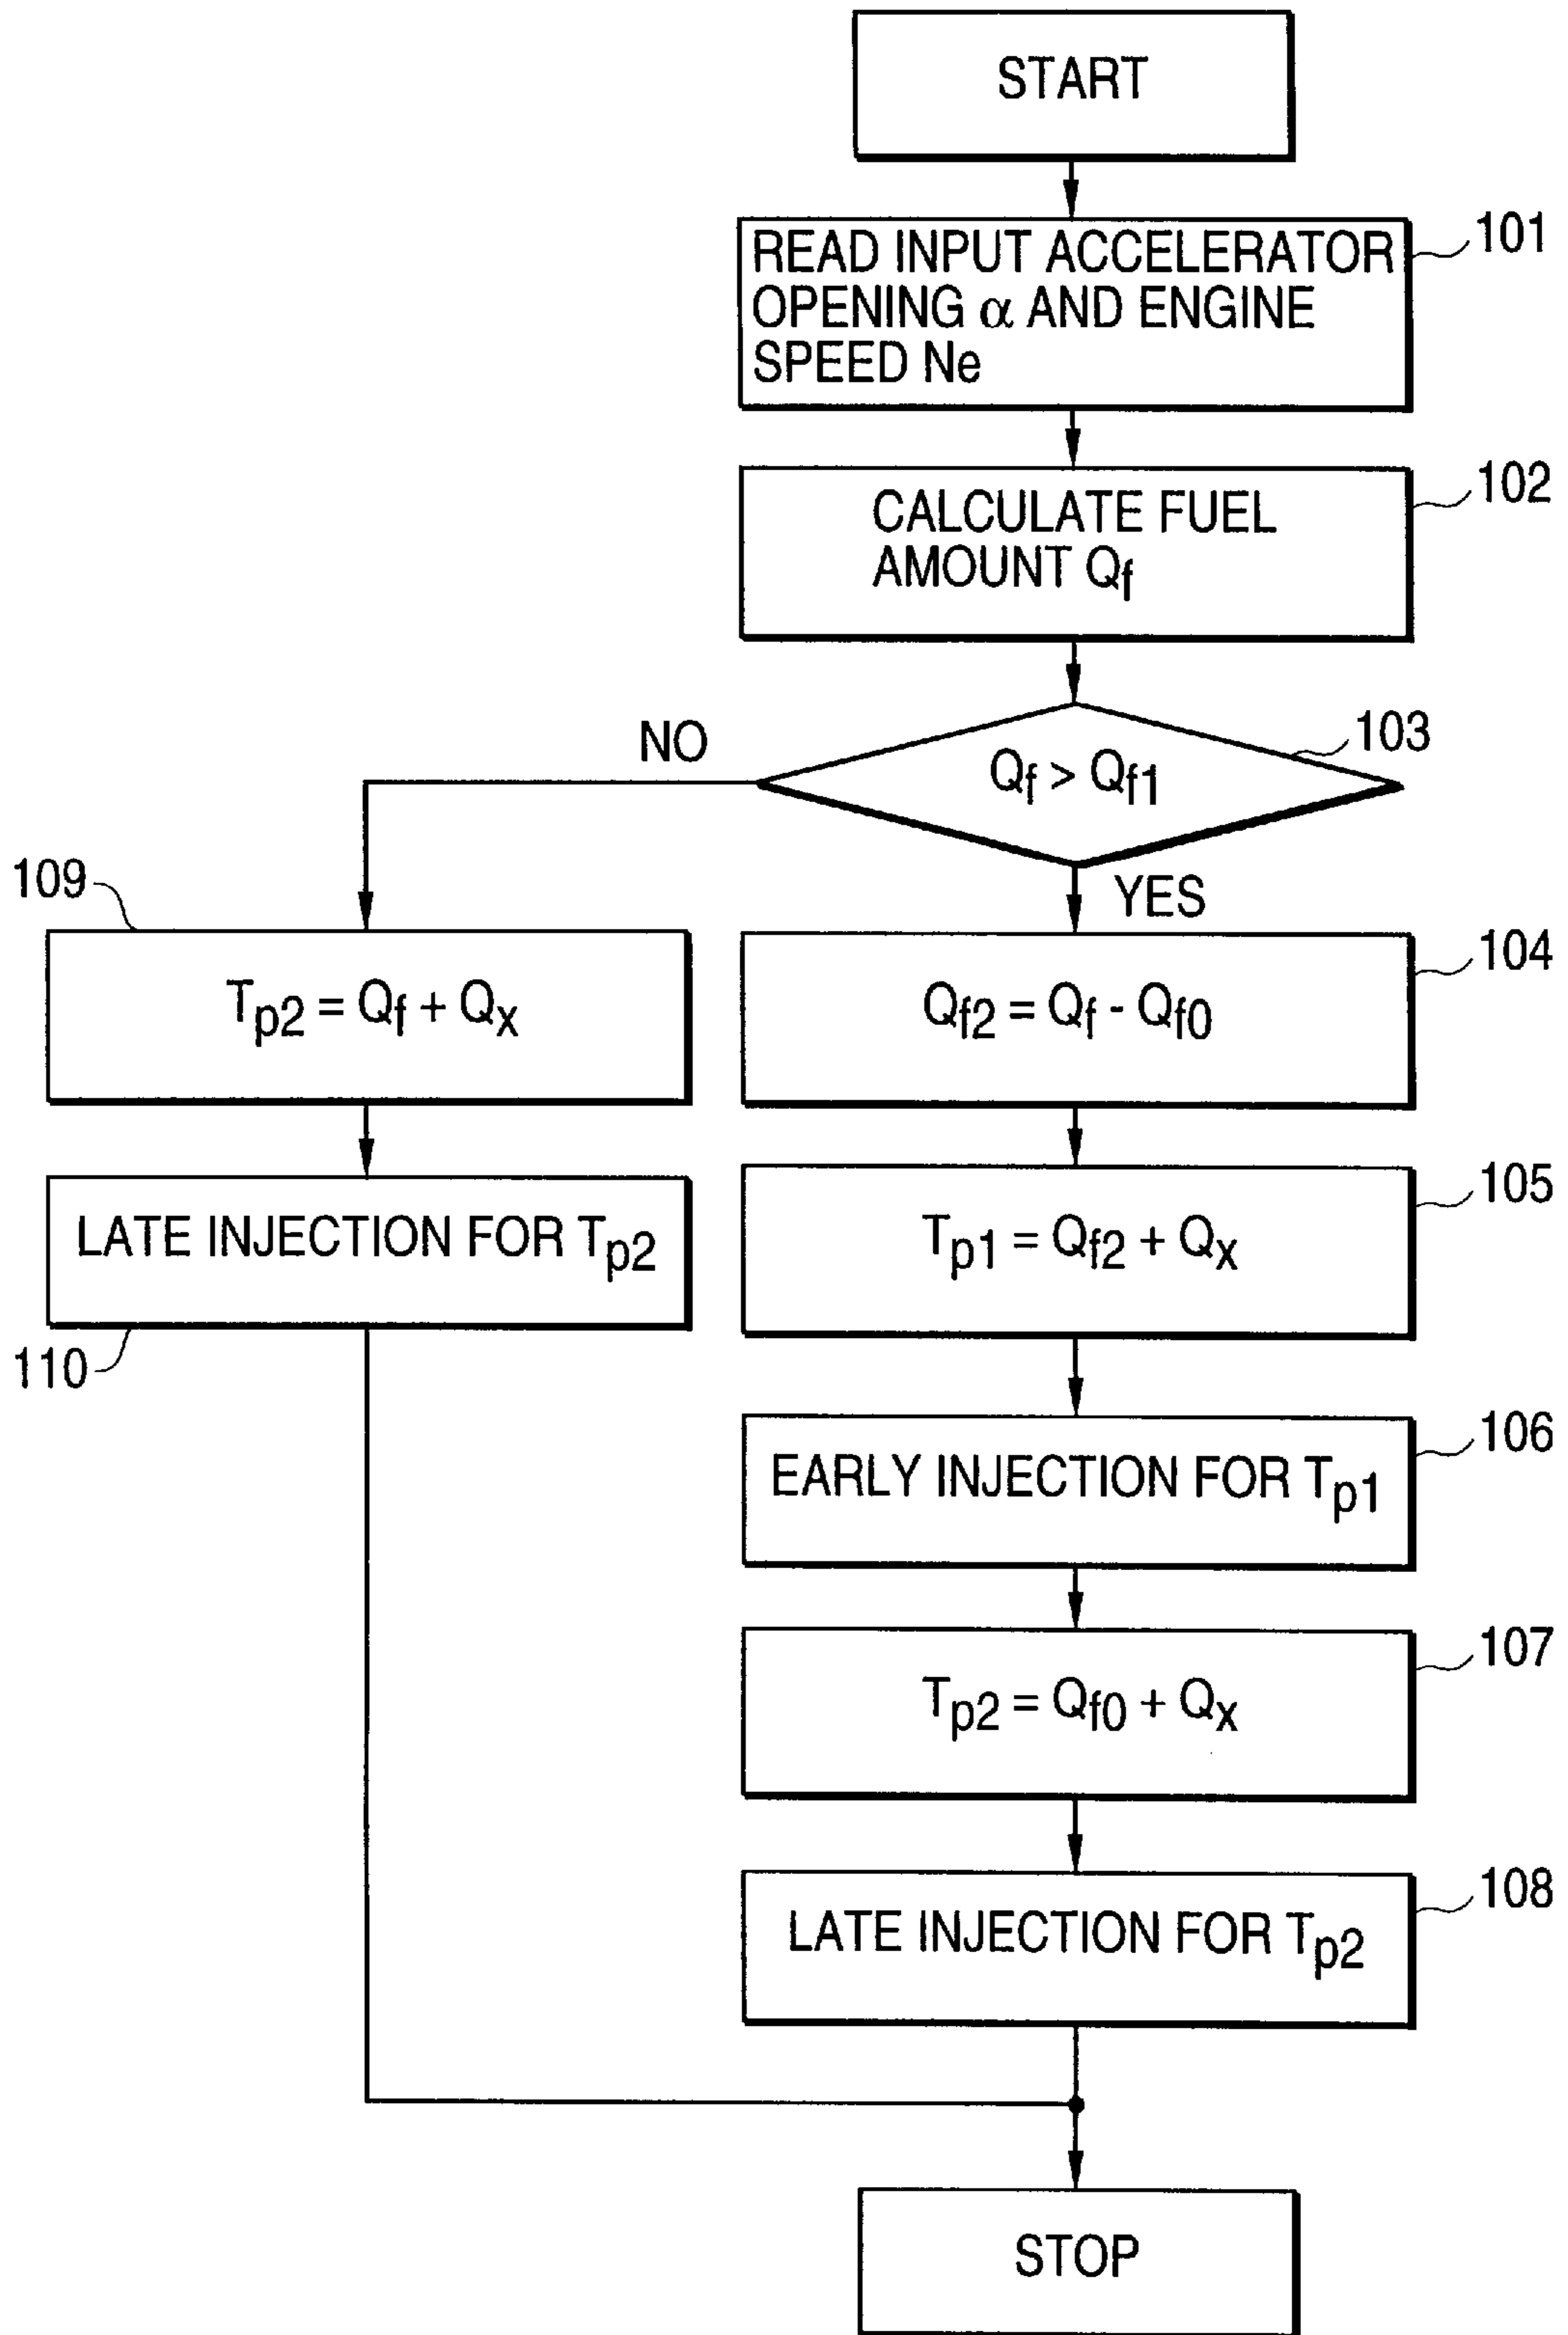 START
READ INPUT ACCELERATOR
OPENING α AND ENGINE
SPEED Ne
101
CALCULATE FUEL
AMOUNT Qf
102
Qf > Qf1
103
NO
YES
109
Tp2 = Qf + Qx
LATE INJECTION FOR Tp2
110
Qf2 = Qf - Qf0
104
Tp1 = Qf2 + Qx
105
EARLY INJECTION FOR Tp1
106
Tp2 = Qf0 + Qx
107
LATE INJECTION FOR Tp2
108
STOP